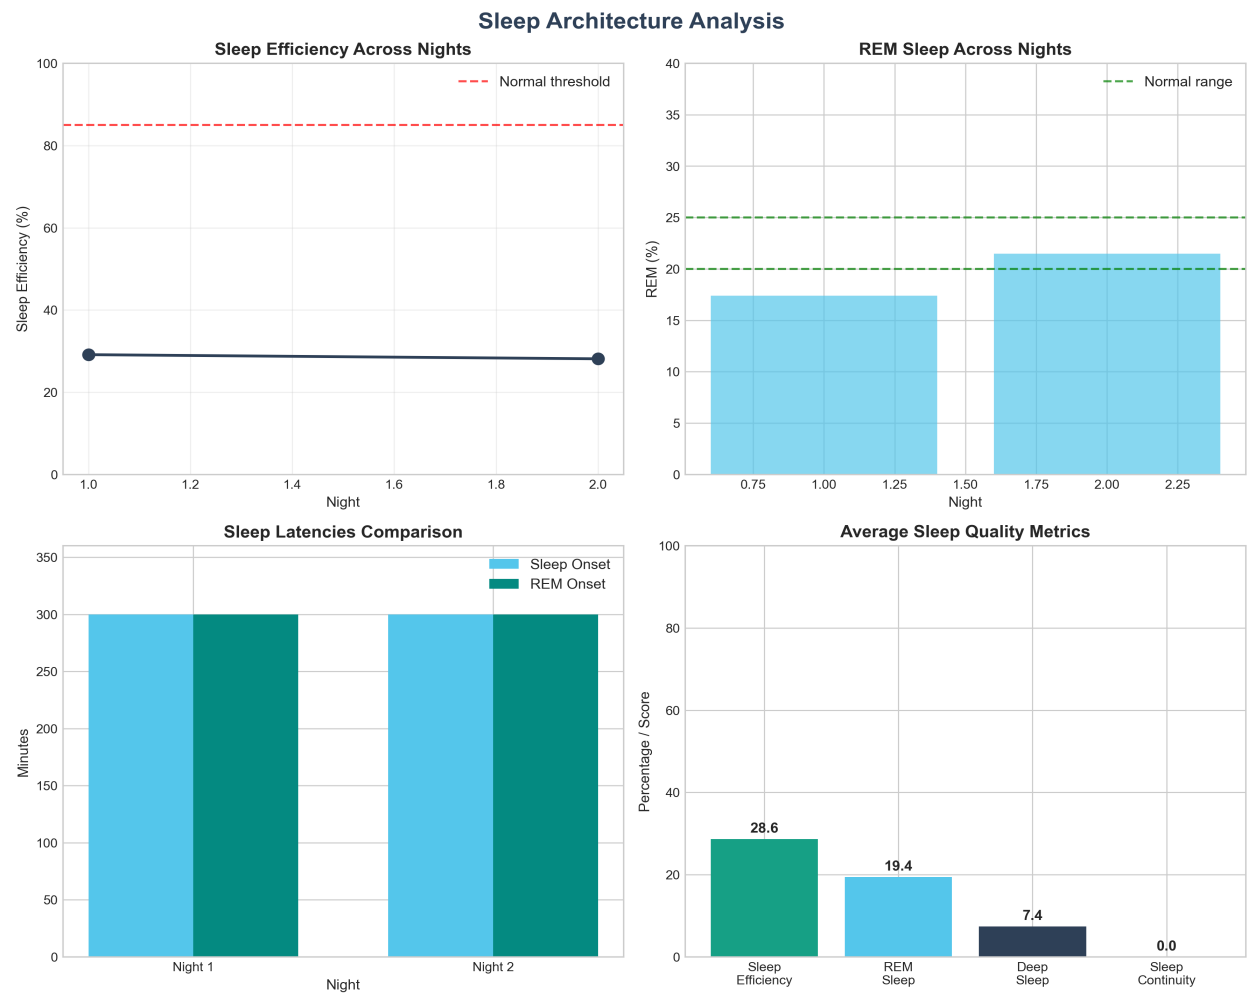 Sleep Architecture Analysis
Sleep Efficiency Across Nights
100
80
60
40
20
0
Sleep Efficiency (%)
Normal threshold
1.0 1.2 1.4 1.6 1.8 2.0
Night
REM Sleep Across Nights
40
35
30
25
20
15
10
5
0
REM (%)
Normal range
0.75 1.00 1.25 1.50 1.75 2.00 2.25
Night
Sleep Latencies Comparison
350
300
250
200
150
100
50
0
Minutes
Sleep Onset
REM Onset
Night 1 Night 2
Night
Average Sleep Quality Metrics
100
80
60
40
20
0
Percentage / Score
28.6
19.4
7.4
0.0
Sleep
Efficiency
REM
Sleep
Deep
Sleep
Sleep
Continuity